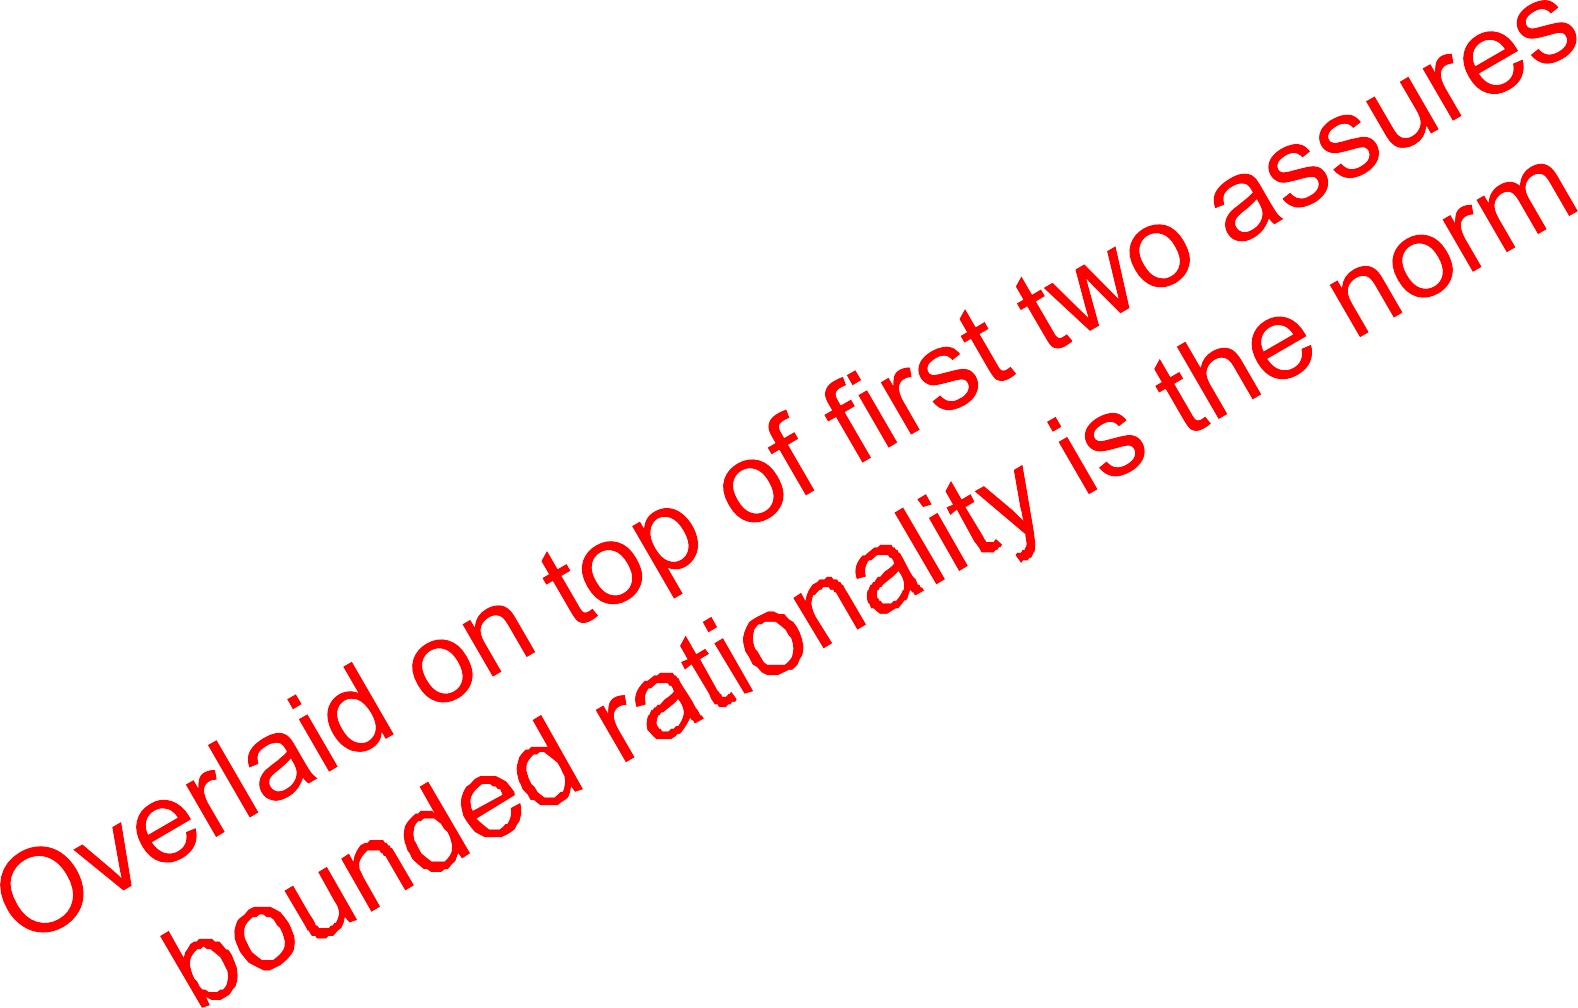 Overlaid on top of first two assures
bounded rationality is the norm